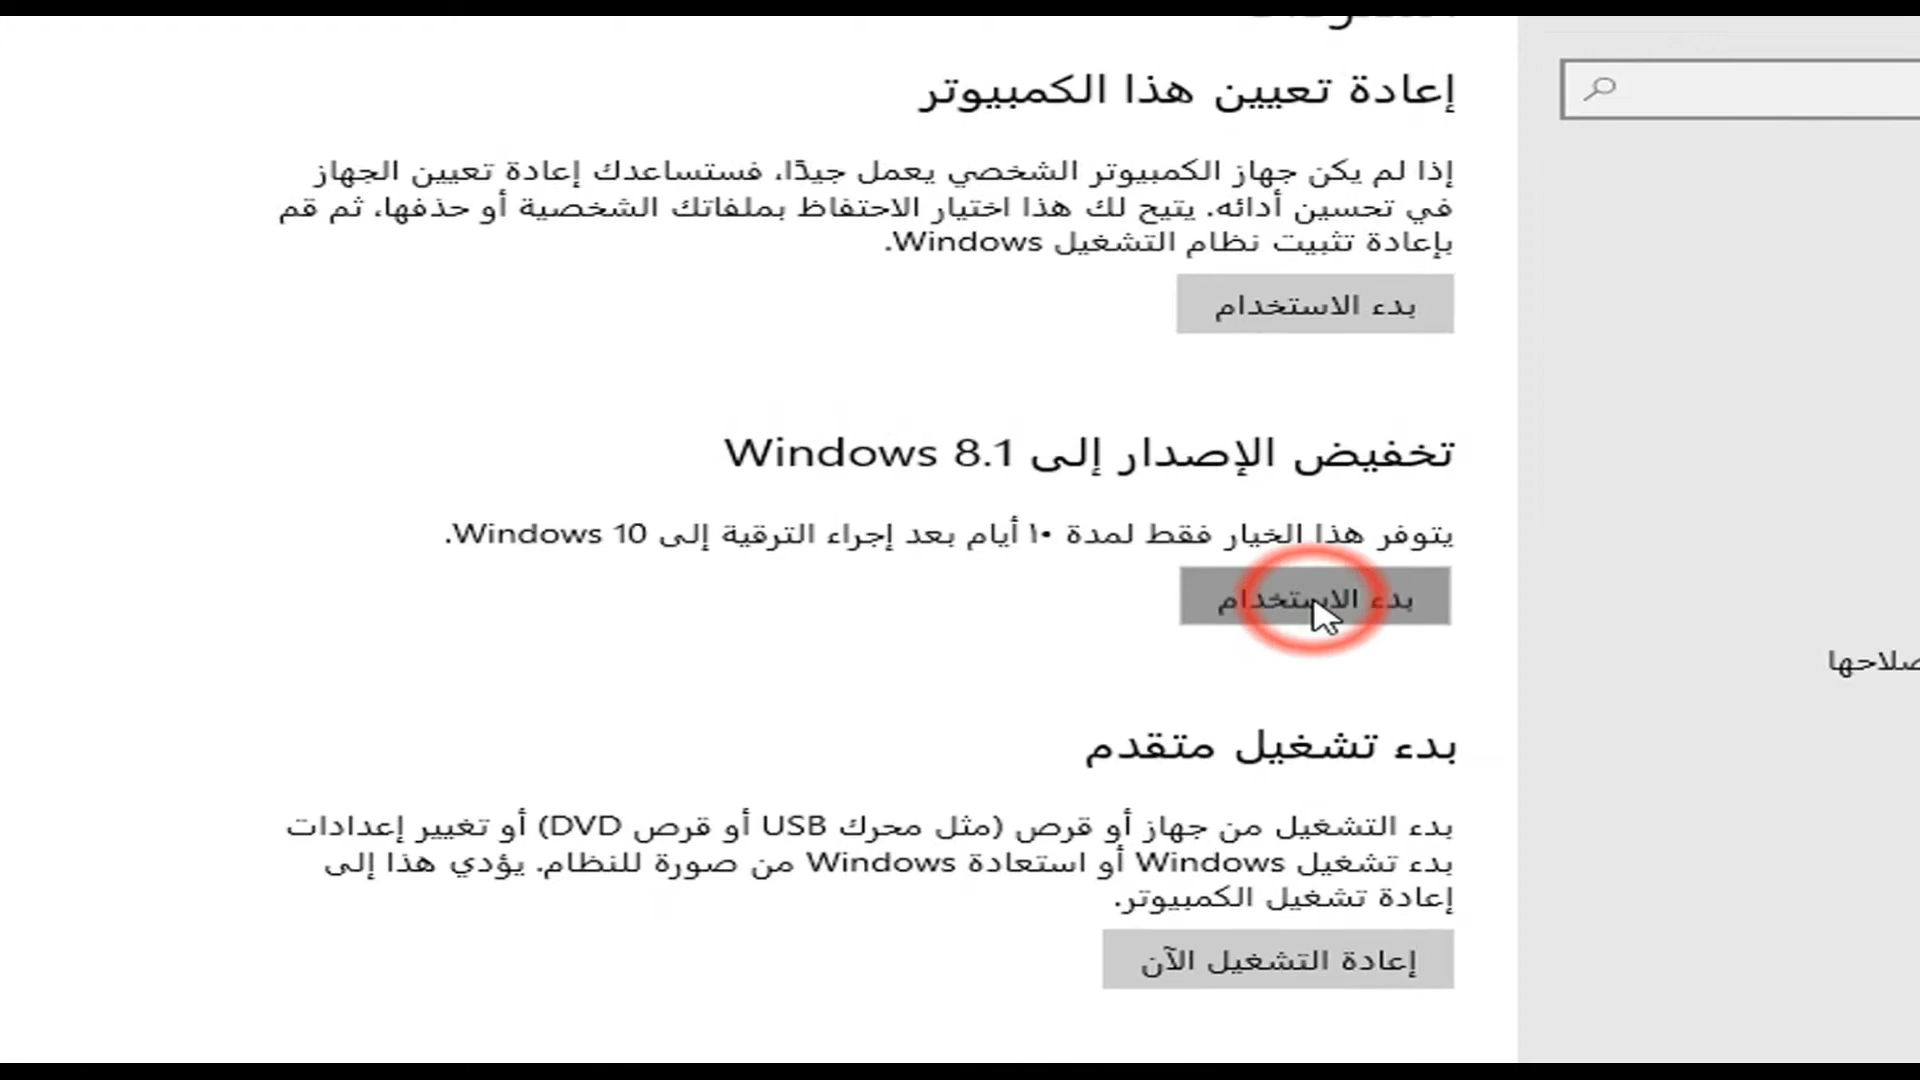 إعادة تعيين هذا الكمبيوتر
إذا لم يكن جهاز الكمبيوتر الشخصي يعمل جيدًا، فستساعدك إعادة تعيين الجهاز
في تحسين أدائه. يتيح لك هذا اختيار الاحتفاظ بملفاتك الشخصية أو حذفها، ثم قم
بإعادة تثبيت نظام التشغيل Windows.
بدء الاستخدام
تخفيض الإصدار إلى Windows 8.1
يتوفر هذا الخيار فقط لمدة ١٠ أيام بعد إجراء الترقية إلى Windows 10.
بدء الاستخدام
بدء تشغيل متقدم
بدء التشغيل من جهاز أو قرص (مثل محرك USB أو قرص DVD) أو تغيير إعدادات
بدء تشغيل Windows أو استعادة Windows من صورة للنظام. يؤدي هذا إلى
إعادة تشغيل الكمبيوتر.
إعادة التشغيل الآن